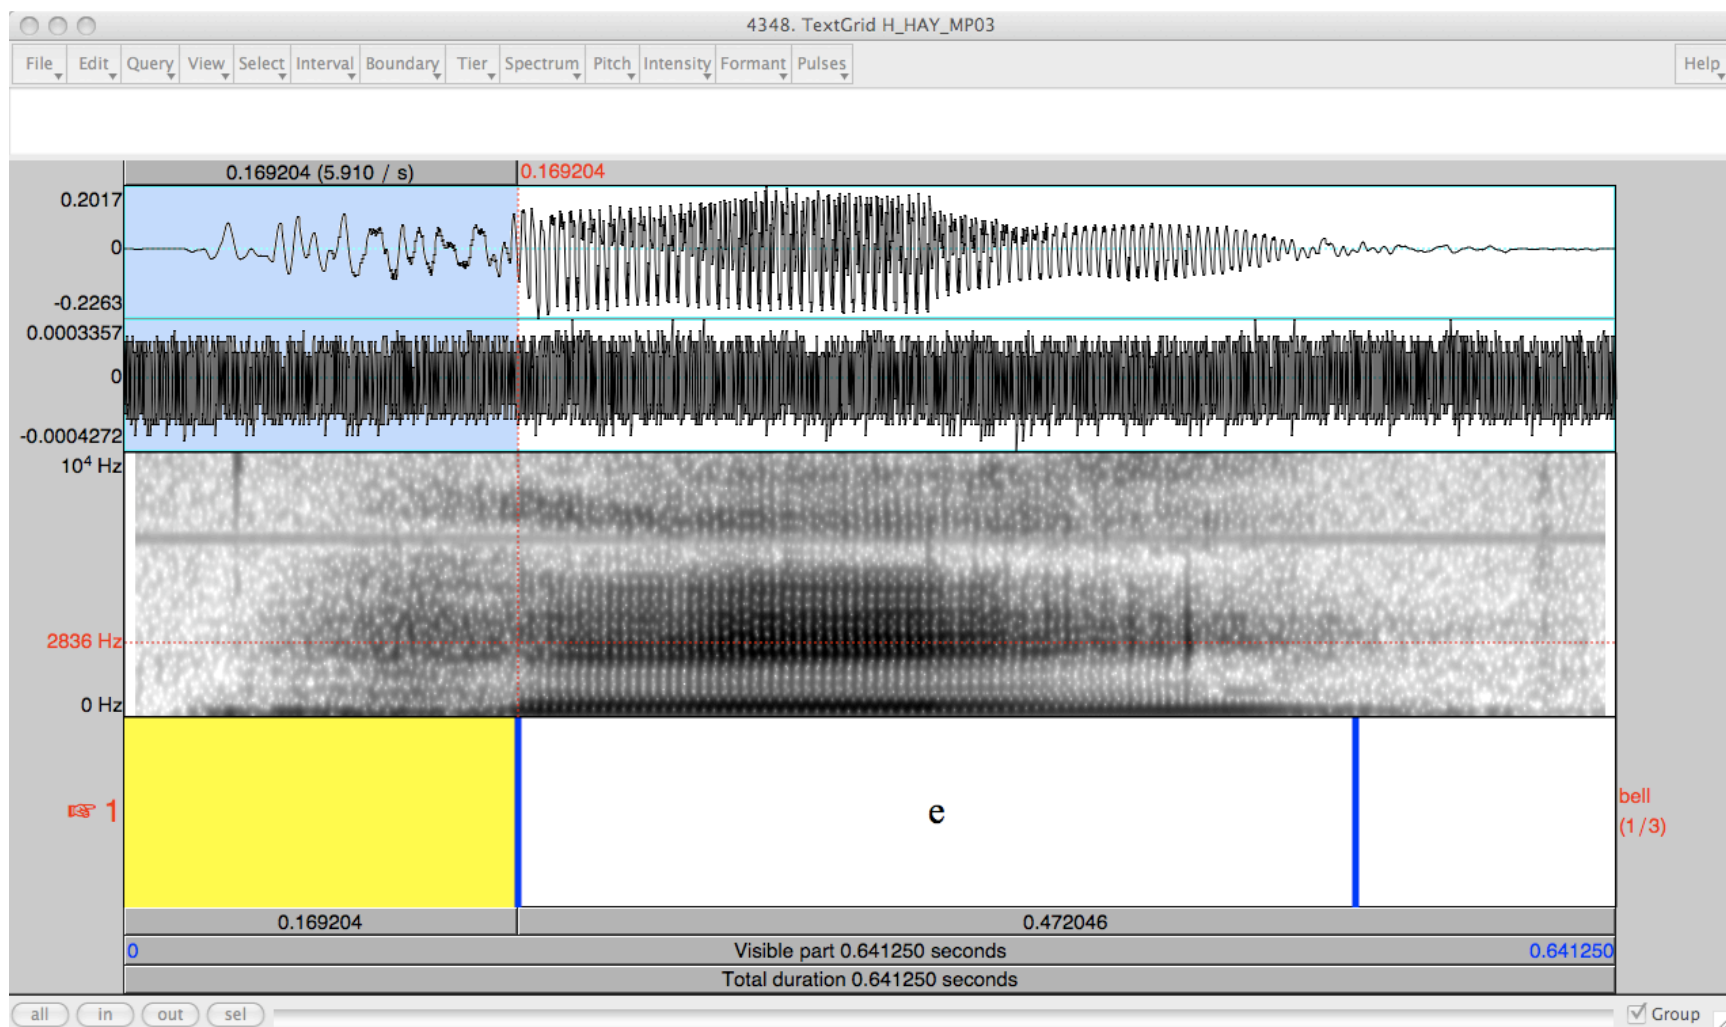 4348. TextGrid H_HAY_MP03
File Edit Query View Select Interval Boundary Tier Spectrum Pitch Intensity Formant Pulses Help
0.169204 (5.910 / s) 0.169204
0.2017
0
-0.2263
0.0003357
0
-0.0004272
10⁴ Hz
2836 Hz
0 Hz
☞ 1
e
bell
(1/3)
0.169204 0.472046
0 Visible part 0.641250 seconds 0.641250
Total duration 0.641250 seconds
all in out sel Group